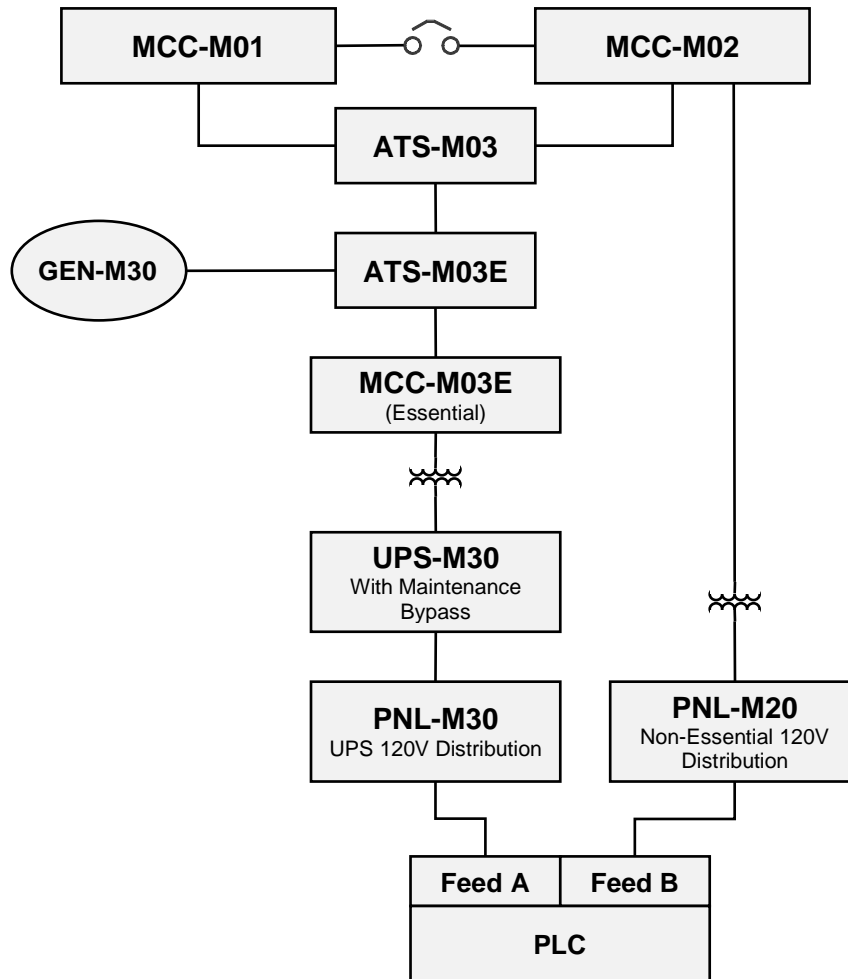 MCC-M01
MCC-M02
ATS-M03
GEN-M30
ATS-M03E
MCC-M03E
(Essential)
UPS-M30
With Maintenance
Bypass
PNL-M30
UPS 120V Distribution
PNL-M20
Non-Essential 120V
Distribution
Feed A
Feed B
PLC